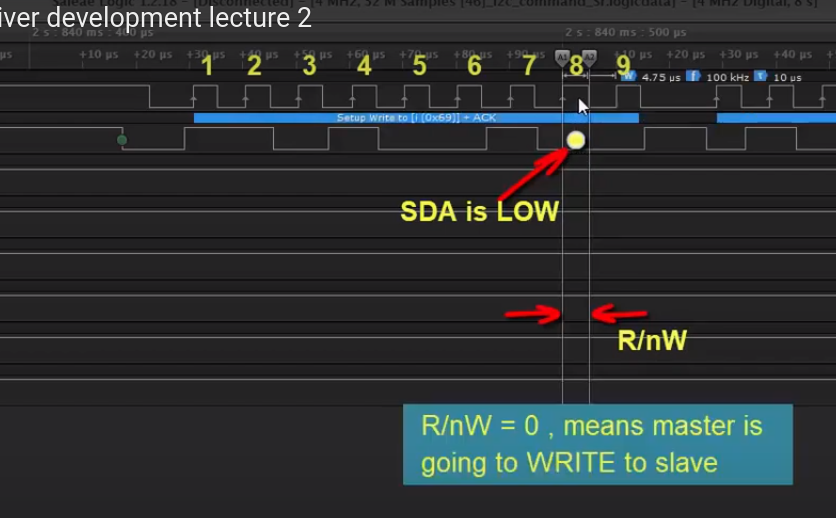 iver development lecture 2
2 s : 840 ms : 400 µs
2 s : 840 ms : 500 µs
µs +10 µs +20 µs +30 µs +40 µs +50 µs +60 µs +70 µs +80 µs +90 µs +10 µs +20 µs +30 µs +40 µs
1 2 3 4 5 6 7 8 9
W 4.75 µs f 100 kHz T 10 µs
Setup Write to [i (0x69)] + ACK
SDA is LOW
R/nW
R/nW = 0 , means master is
going to WRITE to slave